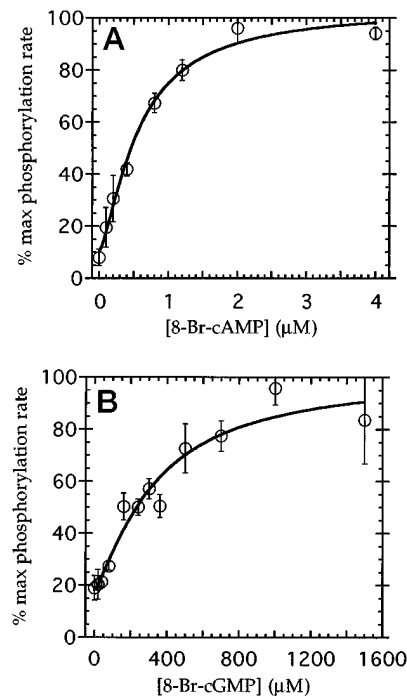 A
100
80
60
40
20
0
% max phosphorylation rate
0 1 2 3 4
[8-Br-cAMP] (µM)
B
100
80
60
40
20
0
% max phosphorylation rate
0 400 800 1200 1600
[8-Br-cGMP] (µM)